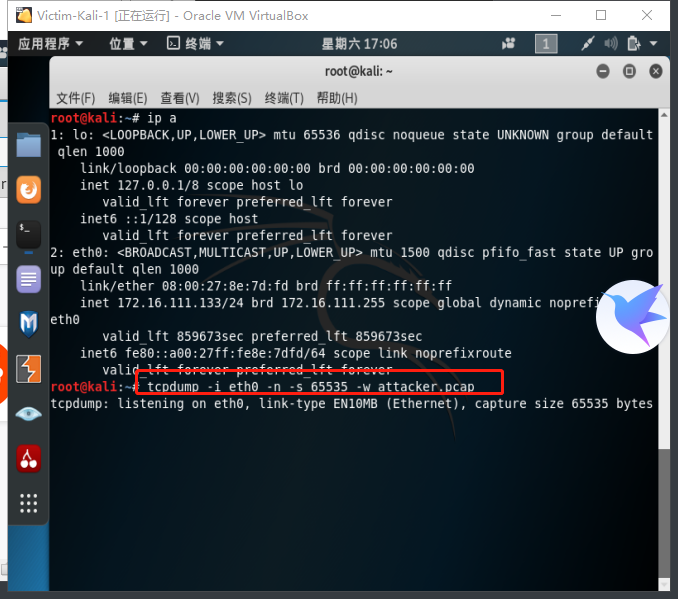 Victim-Kali-1 [正在运行] - Oracle VM VirtualBox
应用程序 位置 终端 星期六 17:06 1
root@kali: ~
文件(F) 编辑(E) 查看(V) 搜索(S) 终端(T) 帮助(H)
root@kali:~# ip a
1: lo: <LOOPBACK,UP,LOWER_UP> mtu 65536 qdisc noqueue state UNKNOWN group default
qlen 1000
link/loopback 00:00:00:00:00:00 brd 00:00:00:00:00:00
inet 127.0.0.1/8 scope host lo
valid_lft forever preferred_lft forever
inet6 ::1/128 scope host
valid_lft forever preferred_lft forever
2: eth0: <BROADCAST,MULTICAST,UP,LOWER_UP> mtu 1500 qdisc pfifo_fast state UP gro
up default qlen 1000
link/ether 08:00:27:8e:7d:fd brd ff:ff:ff:ff:ff:ff
inet 172.16.111.133/24 brd 172.16.111.255 scope global dynamic
eth0
valid_lft 859673sec preferred_lft 859673sec
inet6 fe80::a00:27ff:fe8e:7dfd/64 scope link noprefixroute
valid_lft forever preferred_lft forever
root@kali:~# tcpdump -i eth0 -n -s 65535 -w attacker.pcap
tcpdump: listening on eth0, link-type EN10MB (Ethernet), capture size 65535 bytes